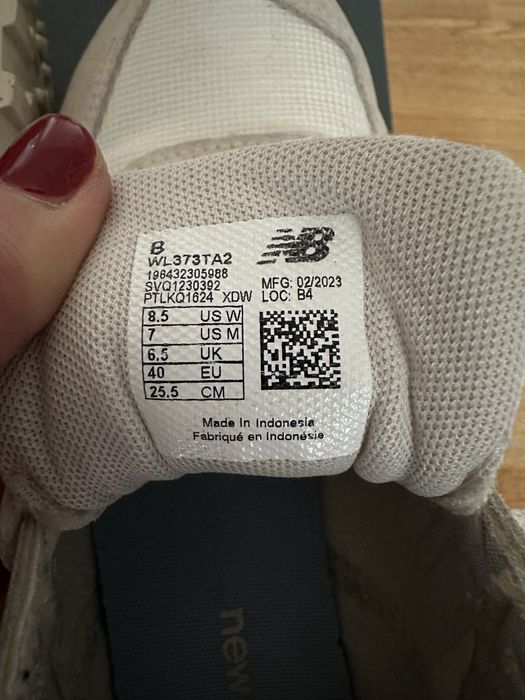 B
WL373TA2
196432305988
SVQ1230392
PTLKQ1624 XDW
NB
MFG: 02/2023
LOC: B4
8.5 US W
7 US M
6.5 UK
40 EU
25.5 CM
Made In Indonesia
Fabriqué en Indonésie
new